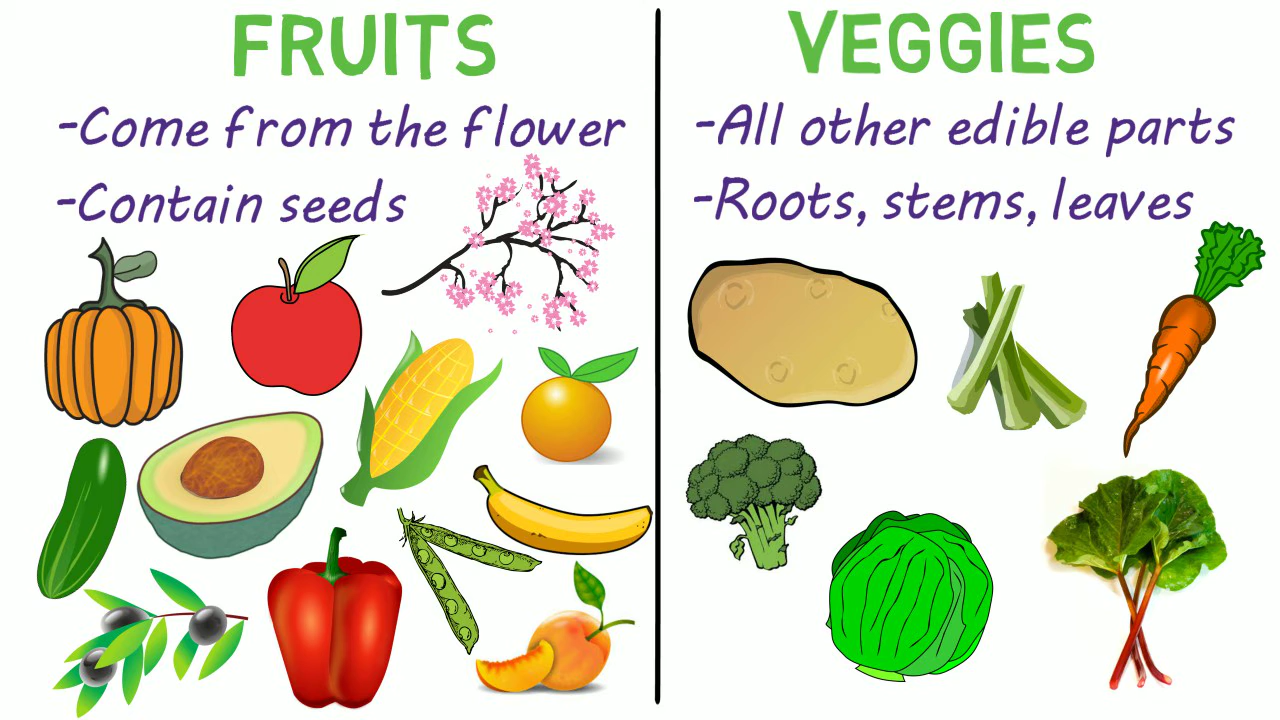 FRUITS
-Come from the flower
-Contain seeds
VEGGIES
-All other edible parts
-Roots, stems, leaves